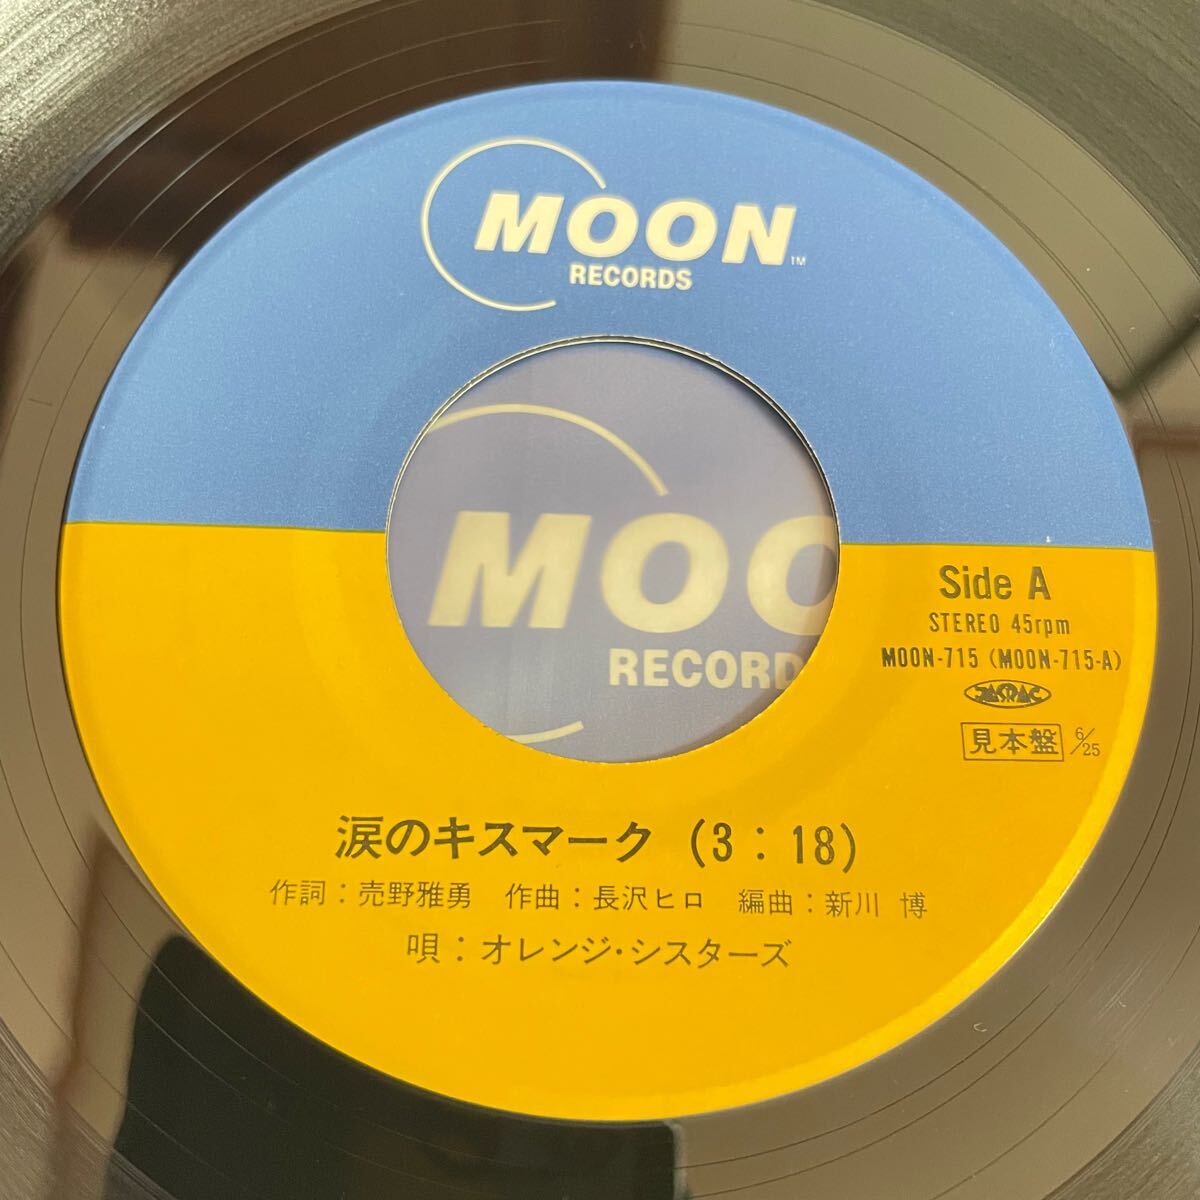 MOON™
RECORDS
MOO
RECORD
Side A
STEREO 45rpm
MOON-715 (MOON-715-A)
JASRAC
見本盤 6/25
涙のキスマーク (3:18)
作詞:売野雅勇 作曲:長沢ヒロ 編曲:新川 博
唄:オレンジ・シスターズ